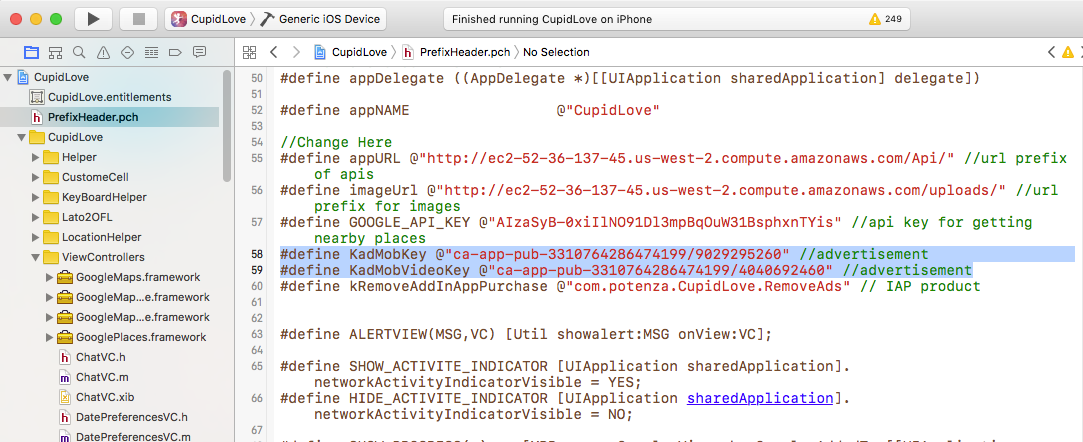 CupidLove
Generic iOS Device
Finished running CupidLove on iPhone
249
CupidLove
PrefixHeader.pch
No Selection
CupidLove
CupidLove.entitlements
PrefixHeader.pch
CupidLove
Helper
CustomeCell
KeyBoardHelper
Lato2OFL
LocationHelper
ViewControllers
GoogleMaps.framework
GoogleMap...e.framework
GoogleMap...e.framework
GooglePlaces.framework
ChatVC.h
ChatVC.m
ChatVC.xib
DatePreferencesVC.h
DatePreferencesVC.m
50 #define appDelegate ((AppDelegate *)[[UIApplication sharedApplication] delegate])
51
52 #define appNAME @"CupidLove"
53
54 //Change Here
55 #define appURL @"http://ec2-52-36-137-45.us-west-2.compute.amazonaws.com/Api/" //url prefix
of apis
56 #define imageUrl @"http://ec2-52-36-137-45.us-west-2.compute.amazonaws.com/uploads/" //url
prefix for images
57 #define GOOGLE_API_KEY @"AIzaSyB-0xiIlNO91Dl3mpBqOuW31BsphxnTYis" //api key for getting
nearby places
58 #define KadMobKey @"ca-app-pub-3310764286474199/9029295260" //advertisement
59 #define KadMobVideoKey @"ca-app-pub-3310764286474199/4040692460" //advertisement
60 #define kRemoveAddInAppPurchase @"com.potenza.CupidLove.RemoveAds" // IAP product
61
62
63 #define ALERTVIEW(MSG,VC) [Util showalert:MSG onView:VC];
64
65 #define SHOW_ACTIVITE_INDICATOR [UIApplication sharedApplication].
networkActivityIndicatorVisible = YES;
66 #define HIDE_ACTIVITE_INDICATOR [UIApplication sharedApplication].
networkActivityIndicatorVisible = NO;
67